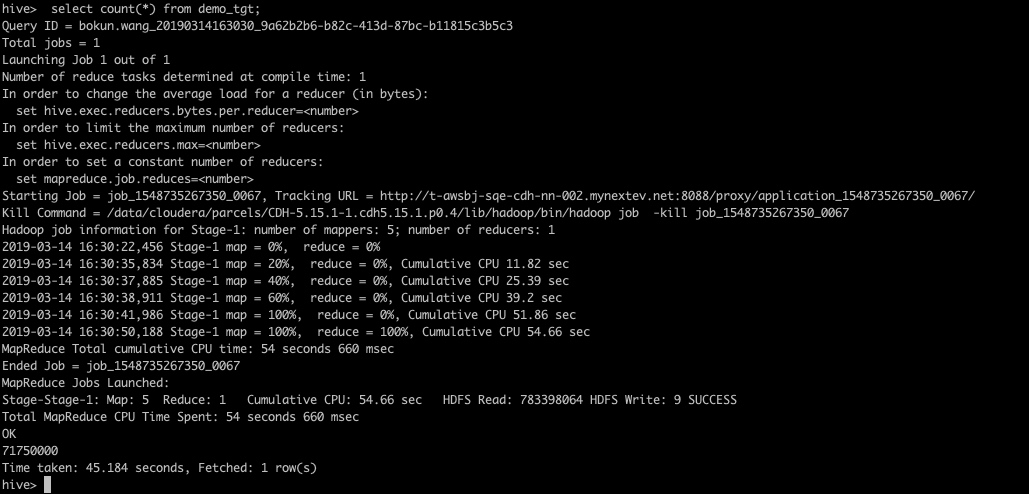 hive>  select count(*) from demo_tgt;
Query ID = bokun.wang_20190314163030_9a62b2b6-b82c-413d-87bc-b11815c3b5c3
Total jobs = 1
Launching Job 1 out of 1
Number of reduce tasks determined at compile time: 1
In order to change the average load for a reducer (in bytes):
  set hive.exec.reducers.bytes.per.reducer=<number>
In order to limit the maximum number of reducers:
  set hive.exec.reducers.max=<number>
In order to set a constant number of reducers:
  set mapreduce.job.reduces=<number>
Starting Job = job_1548735267350_0067, Tracking URL = http://t-awsbj-sqe-cdh-nn-002.mynextev.net:8088/proxy/application_1548735267350_0067/
Kill Command = /data/cloudera/parcels/CDH-5.15.1-1.cdh5.15.1.p0.4/lib/hadoop/bin/hadoop job  -kill job_1548735267350_0067
Hadoop job information for Stage-1: number of mappers: 5; number of reducers: 1
2019-03-14 16:30:22,456 Stage-1 map = 0%,  reduce = 0%
2019-03-14 16:30:35,834 Stage-1 map = 20%,  reduce = 0%, Cumulative CPU 11.82 sec
2019-03-14 16:30:37,885 Stage-1 map = 40%,  reduce = 0%, Cumulative CPU 25.39 sec
2019-03-14 16:30:38,911 Stage-1 map = 60%,  reduce = 0%, Cumulative CPU 39.2 sec
2019-03-14 16:30:41,986 Stage-1 map = 100%,  reduce = 0%, Cumulative CPU 51.86 sec
2019-03-14 16:30:50,188 Stage-1 map = 100%,  reduce = 100%, Cumulative CPU 54.66 sec
MapReduce Total cumulative CPU time: 54 seconds 660 msec
Ended Job = job_1548735267350_0067
MapReduce Jobs Launched:
Stage-Stage-1: Map: 5  Reduce: 1   Cumulative CPU: 54.66 sec   HDFS Read: 783398064 HDFS Write: 9 SUCCESS
Total MapReduce CPU Time Spent: 54 seconds 660 msec
OK
71750000
Time taken: 45.184 seconds, Fetched: 1 row(s)
hive>